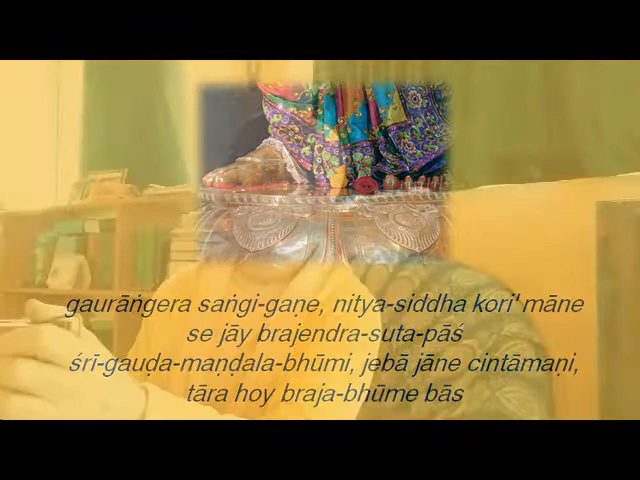 gaurāṅgera saṅgi-gaṇe, nitya-siddha kori' māne
se jāy brajendra-suta-pāś
śrī-gauḍa-maṇḍala-bhūmi, jebā jāne cintāmaṇi,
tāra hoy braja-bhūme bās